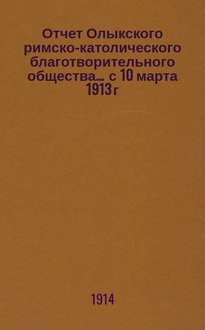 Отчет Олыкского
римско-католического
благотворительного
общества... с 10 марта
1913 г
1914